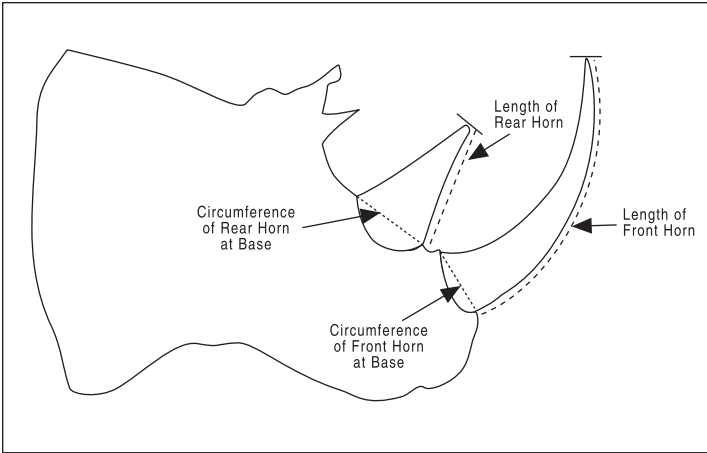 Length of
Rear Horn
Circumference
of Rear Horn
at Base
Length of
Front Horn
Circumference
of Front Horn
at Base